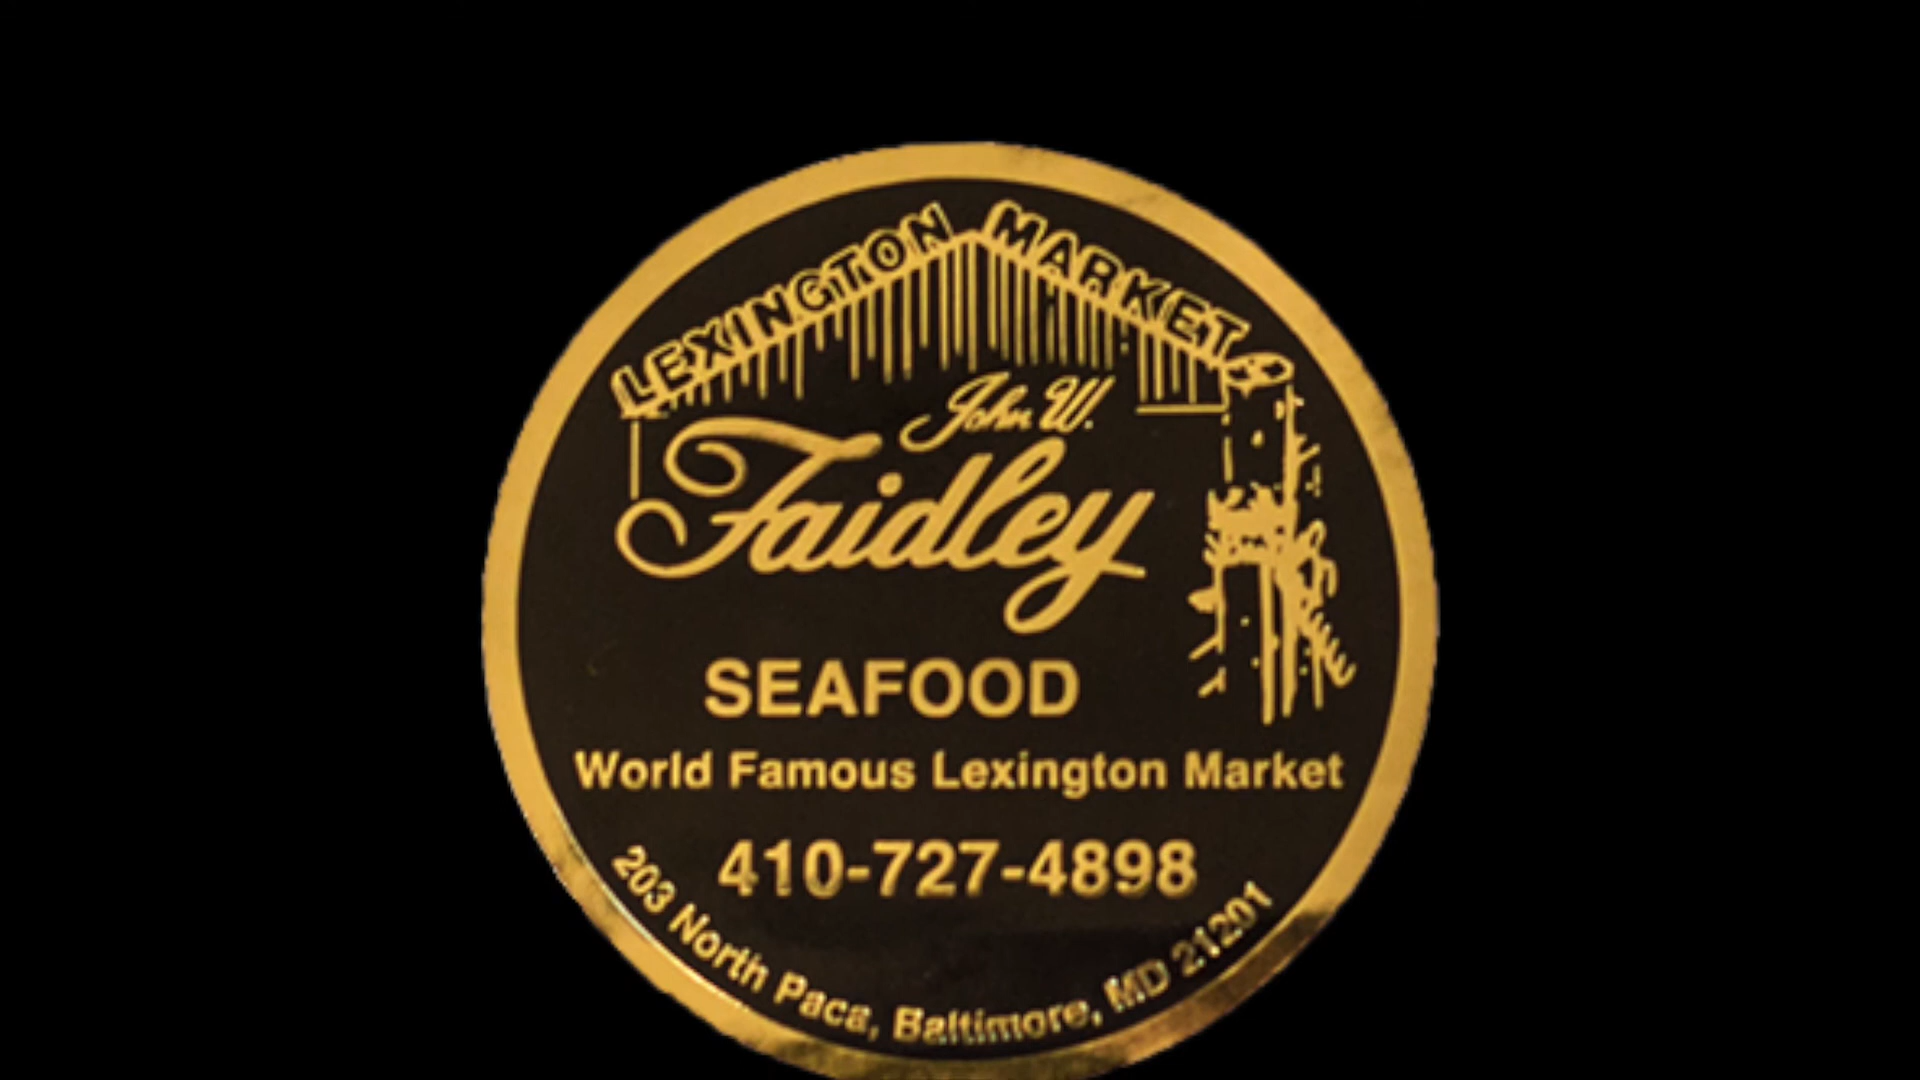 LEXINGTON MARKET
John W.
Faidley
SEAFOOD
World Famous Lexington Market
410-727-4898
203 North Paca, Baltimore, MD 21201